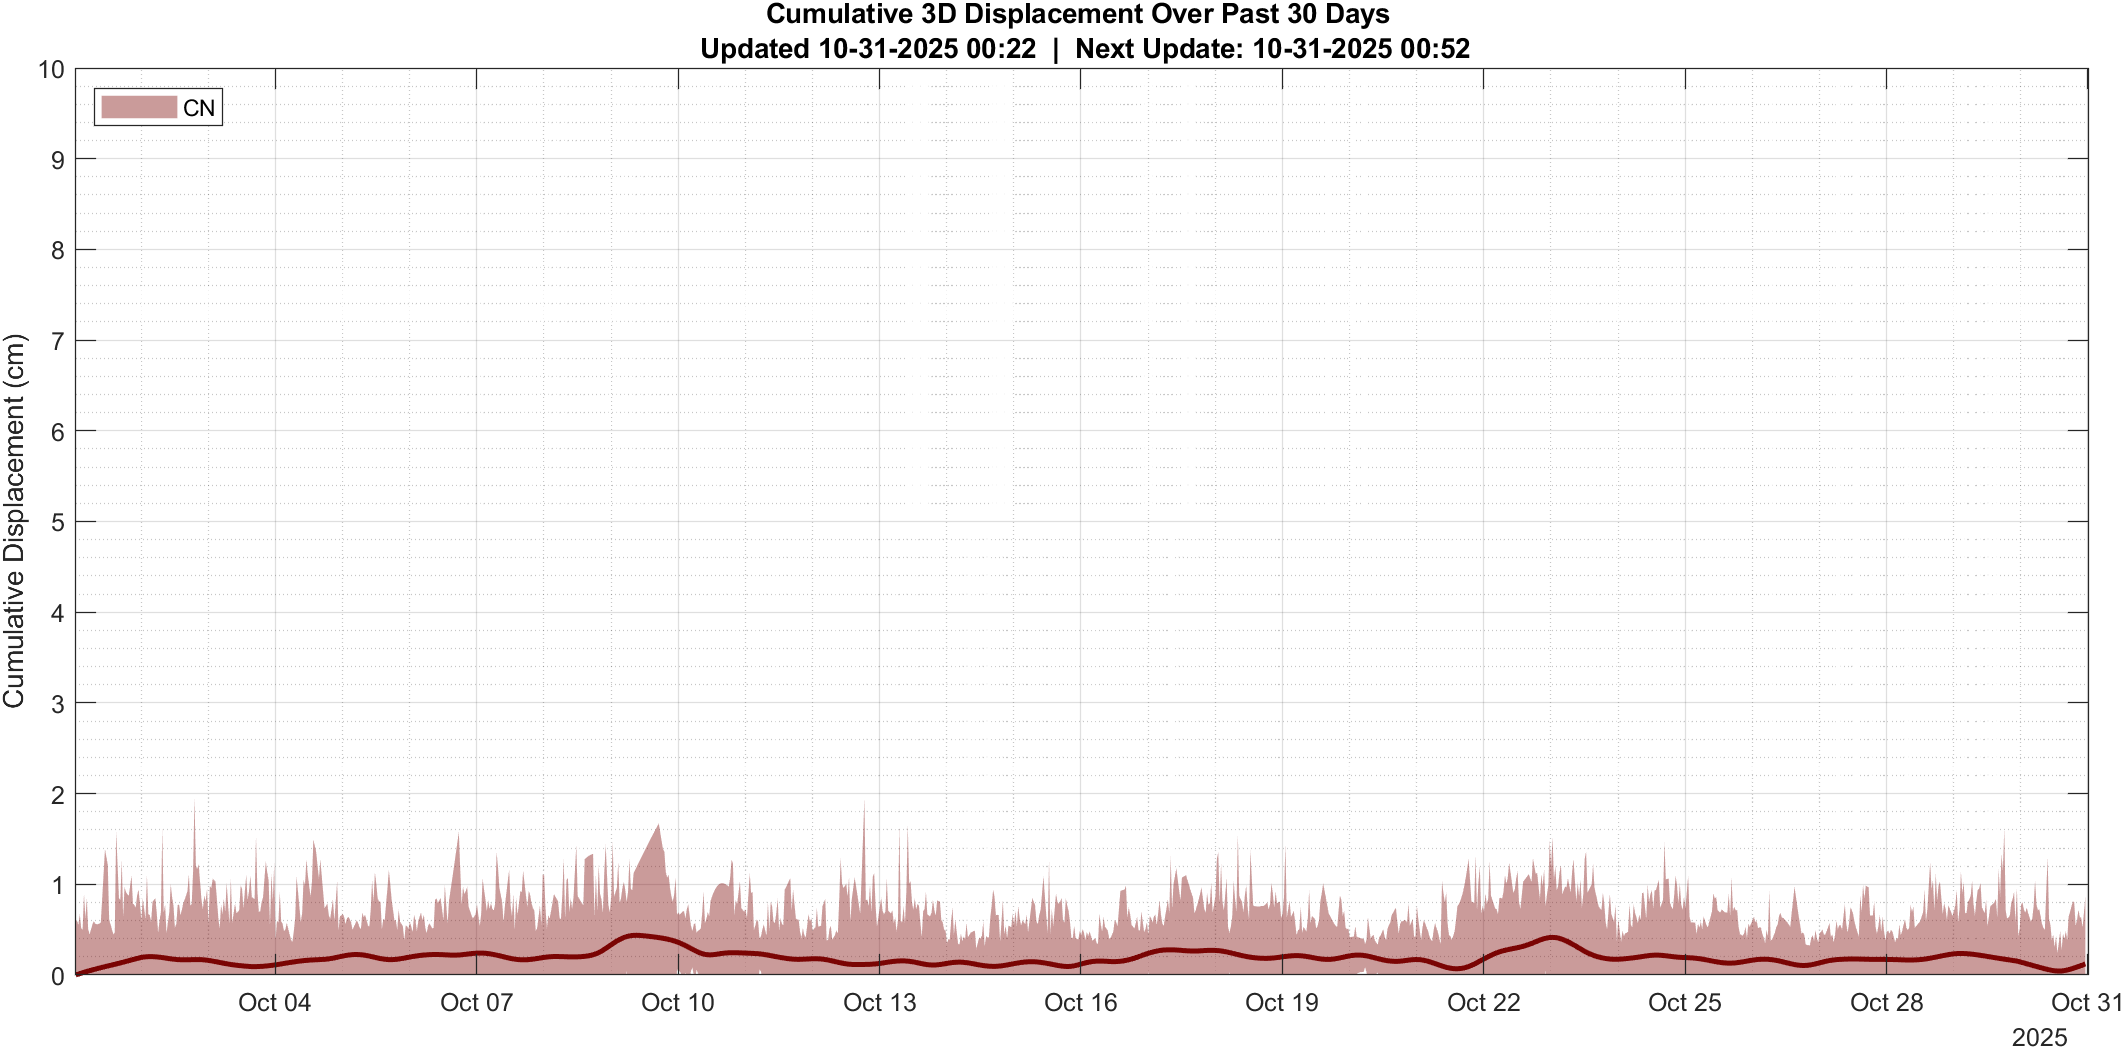 Cumulative 3D Displacement Over Past 30 Days
Updated 10-31-2025 00:22 | Next Update: 10-31-2025 00:52
CN
Cumulative Displacement (cm)
10
9
8
7
6
5
4
3
2
1
0
Oct 04 Oct 07 Oct 10 Oct 13 Oct 16 Oct 19 Oct 22 Oct 25 Oct 28 Oct 31
2025